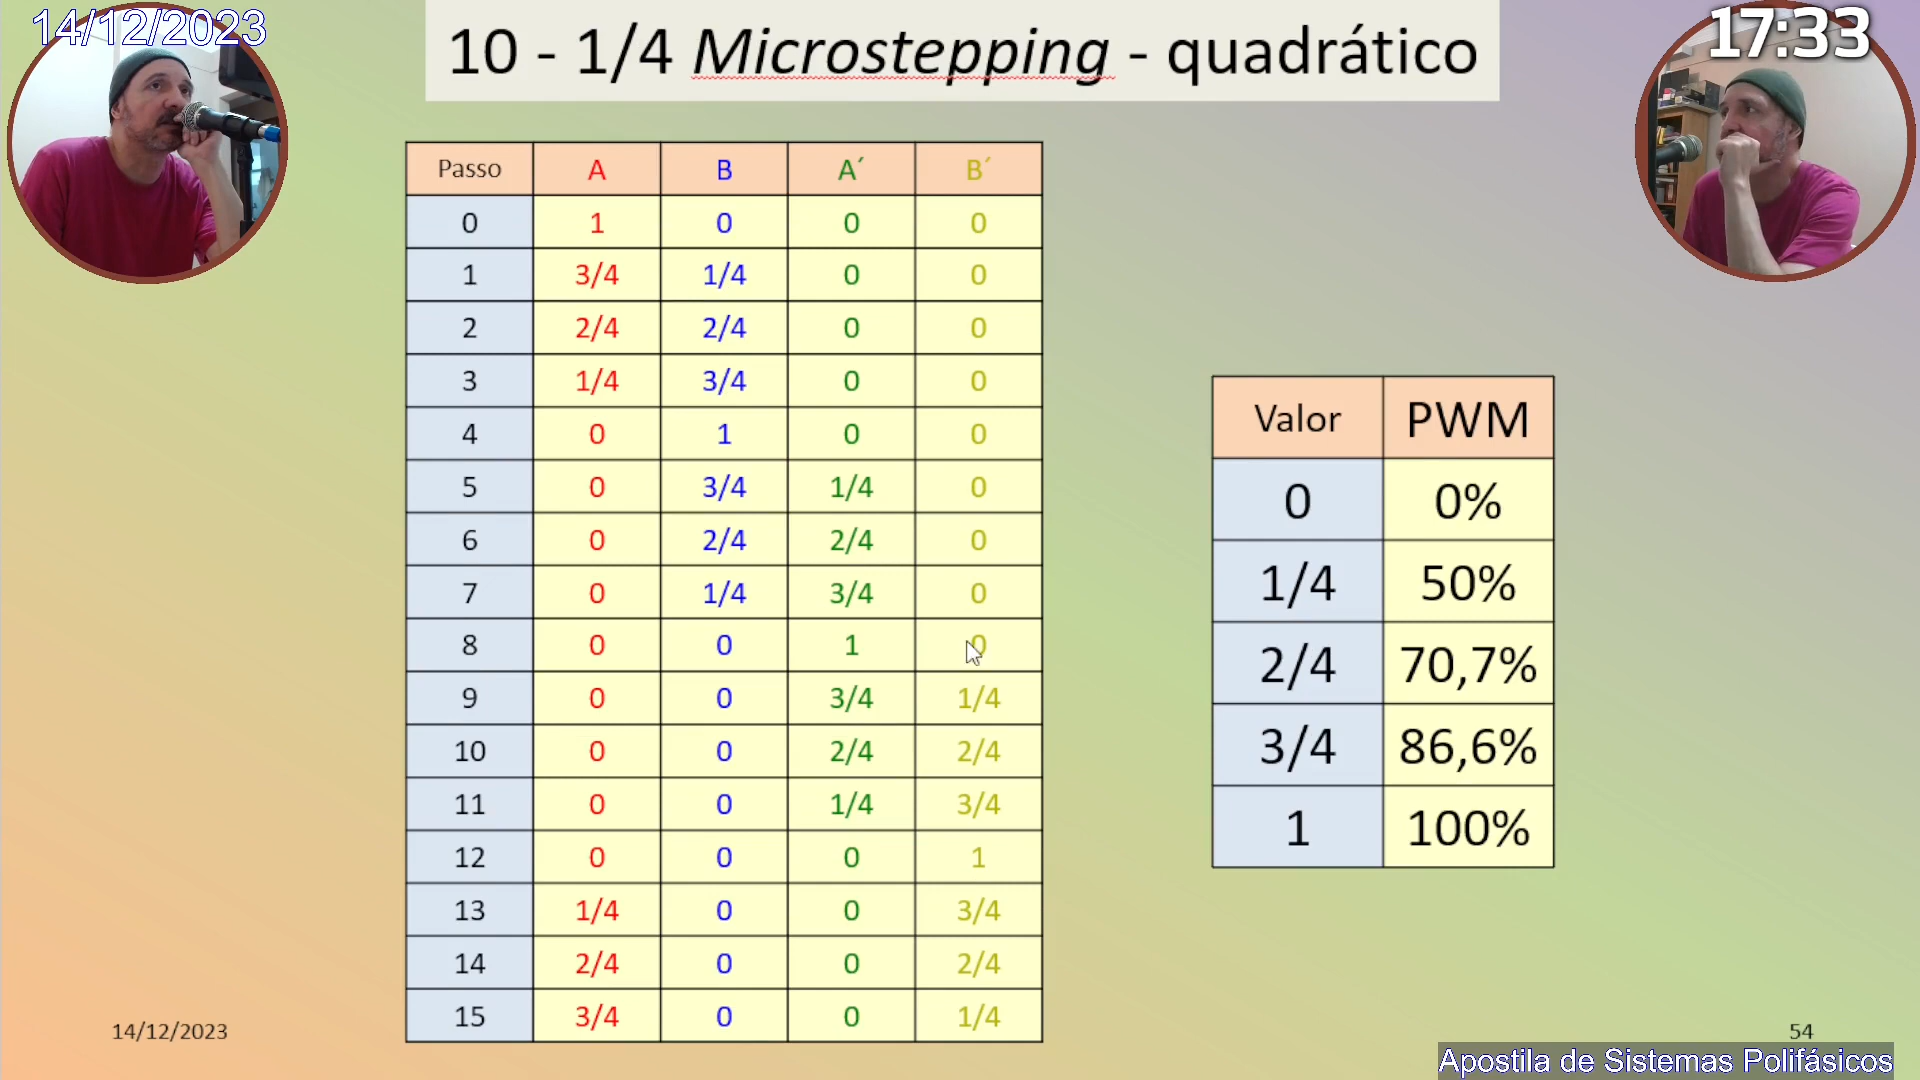 14/12/2023
17:33
10 - 1/4 Microstepping - quadrático
Passo A B A´ B´
0 1 0 0 0
1 3/4 1/4 0 0
2 2/4 2/4 0 0
3 1/4 3/4 0 0
4 0 1 0 0
5 0 3/4 1/4 0
6 0 2/4 2/4 0
7 0 1/4 3/4 0
8 0 0 1 0
9 0 0 3/4 1/4
10 0 0 2/4 2/4
11 0 0 1/4 3/4
12 0 0 0 1
13 1/4 0 0 3/4
14 2/4 0 0 2/4
15 3/4 0 0 1/4
Valor PWM
0 0%
1/4 50%
2/4 70,7%
3/4 86,6%
1 100%
14/12/2023
54
Apostila de Sistemas Polifásicos